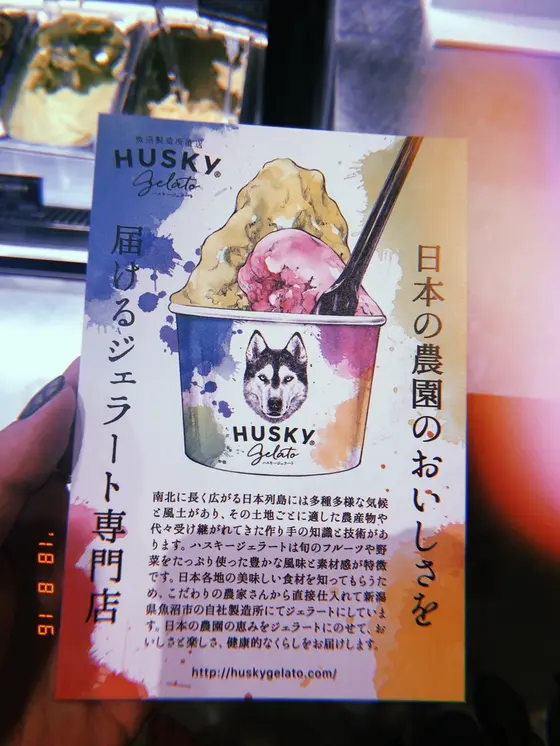 魚沼製造所直送
HUSKY®
Gelato
ハスキージェラート
日本の農園のおいしさを
届けるジェラート専門店
HUSKY®
Gelato
ハスキージェラート
南北に長く広がる日本列島には多種多様な気候
と風土があり、その土地ごとに適した農産物や
代々受け継がれてきた作り手の知識と技術があ
ります。ハスキージェラートは旬のフルーツや野
菜をたっぷり使った豊かな風味と素材感が特徴
です。日本各地の美味しい食材を知ってもらうた
め、こだわりの農家さんから直接仕入れて新潟
県魚沼市の自社製造所にてジェラートにしていま
す。日本の農園の恵みをジェラートにのせて、お
いしさと楽しさ、健康的なくらしをお届けします。
http://huskygelato.com/
'18 8 16